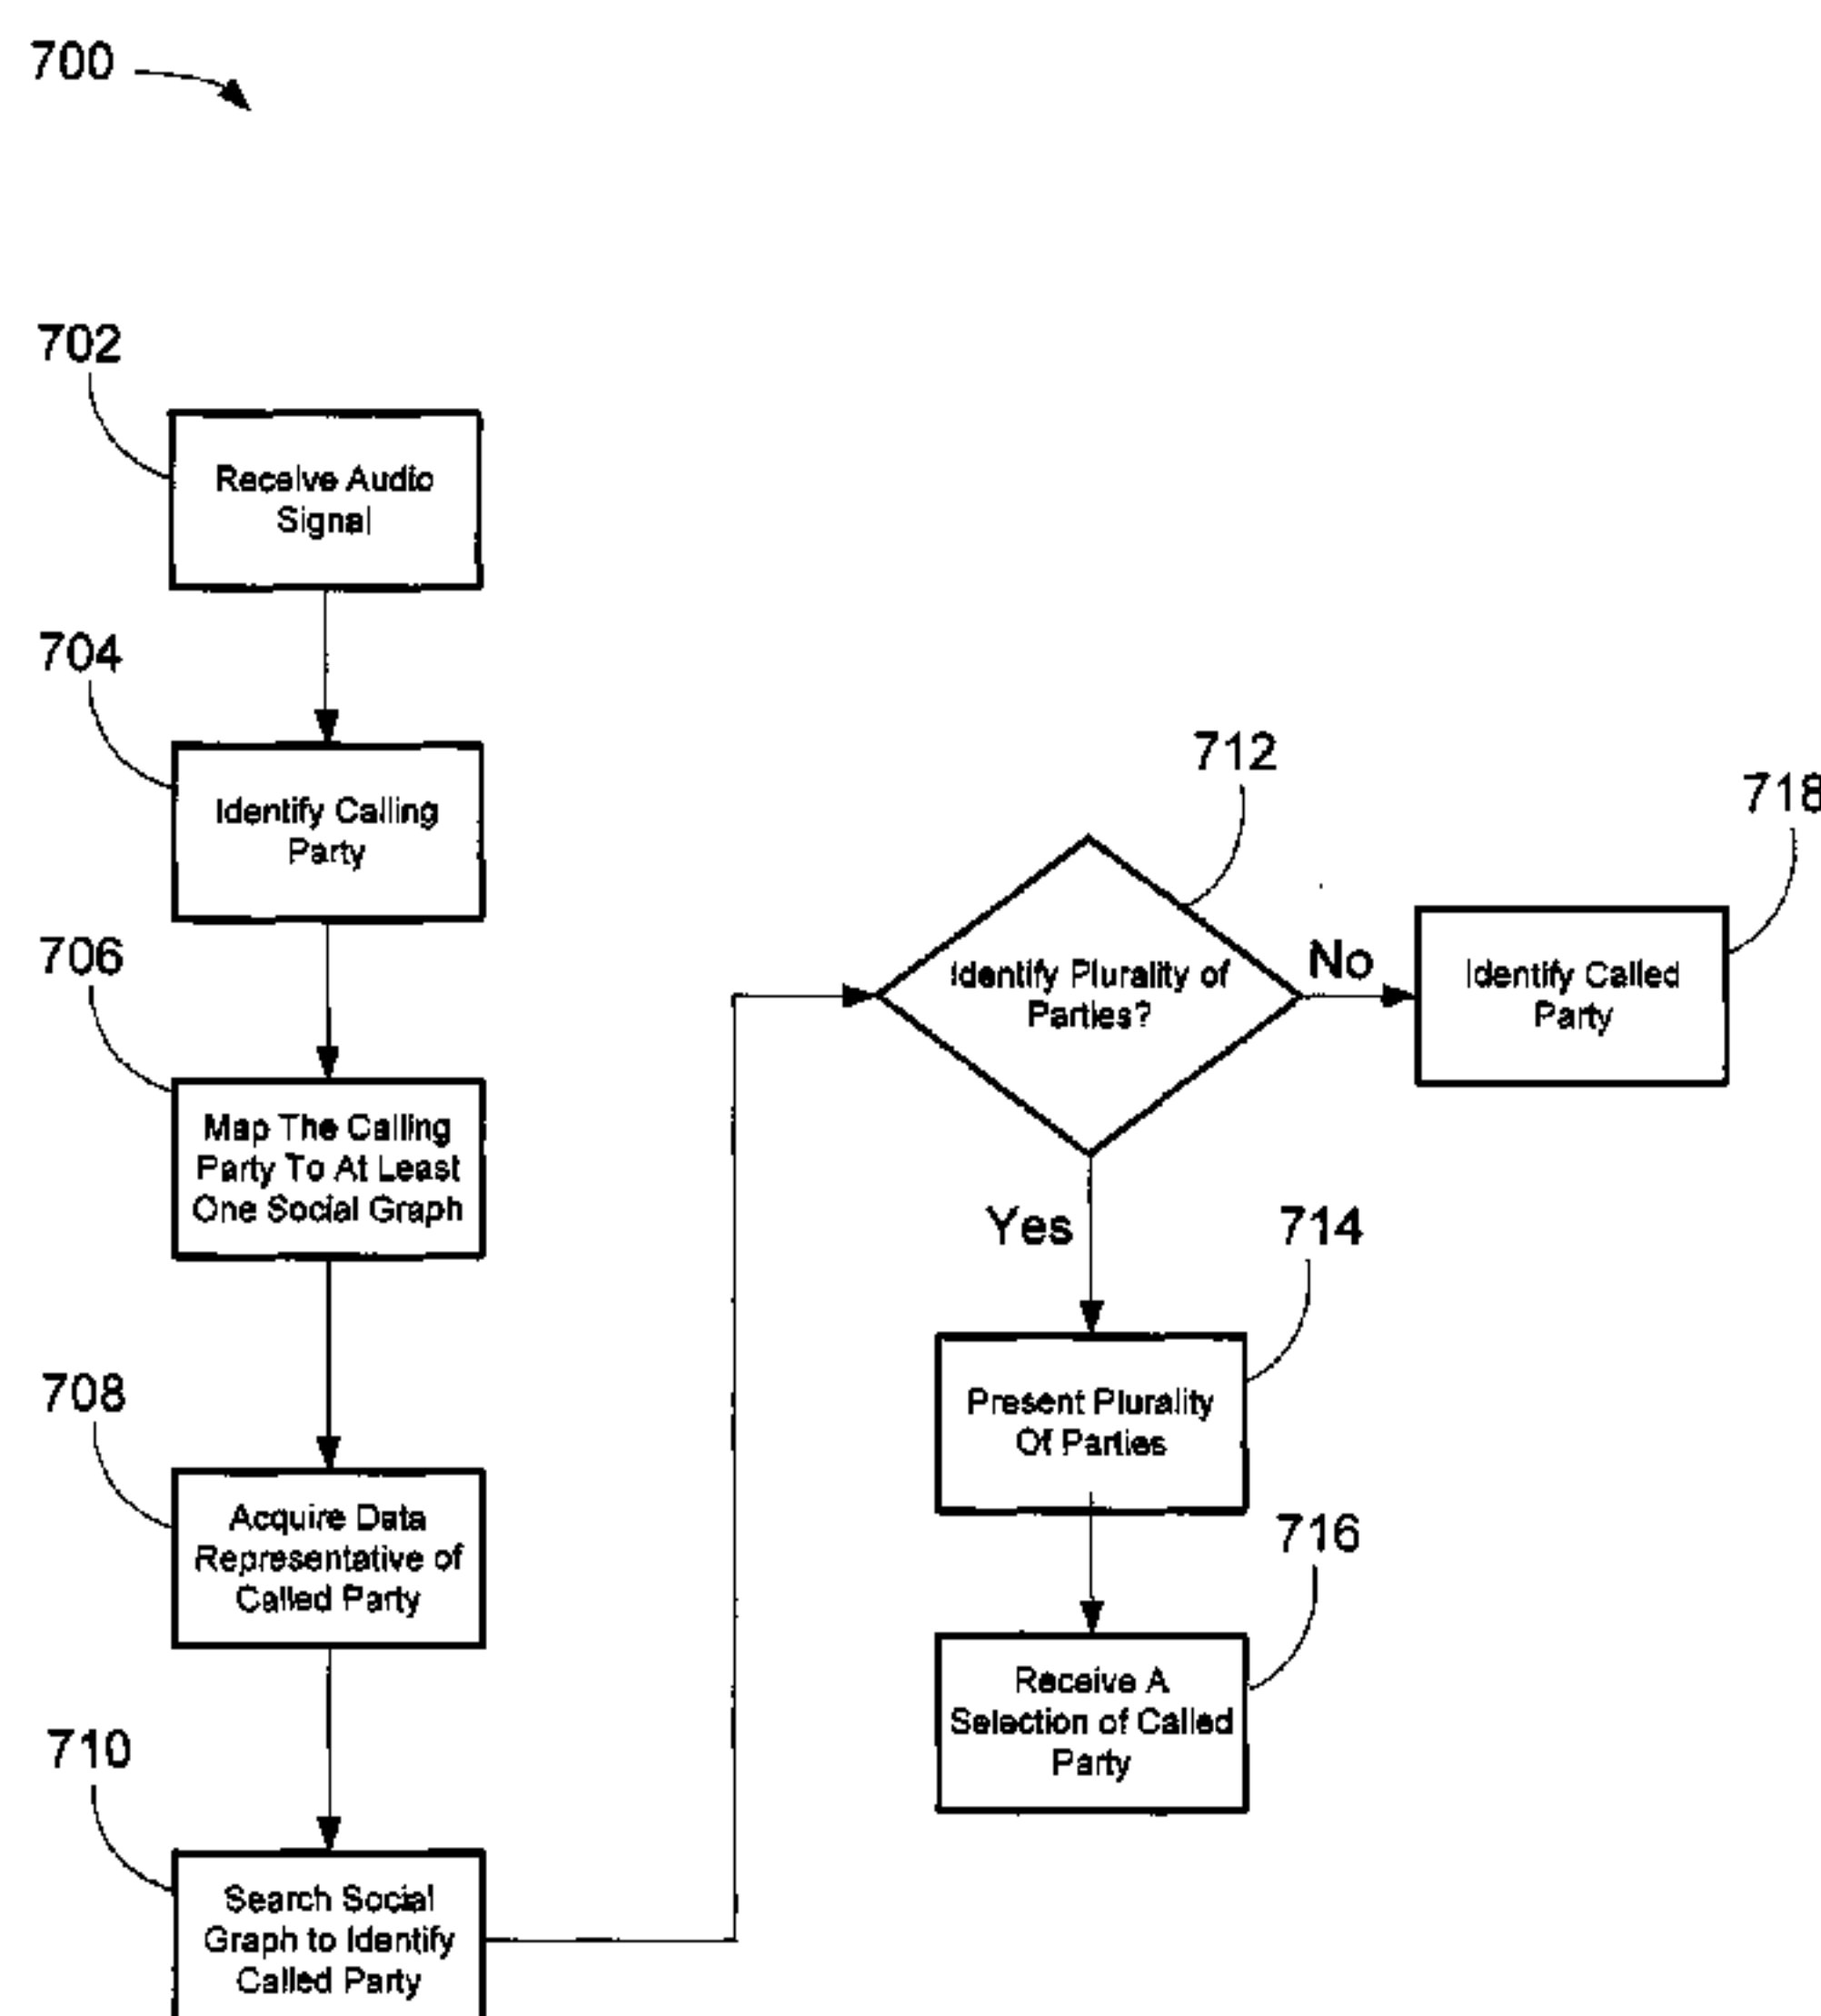 700
702
Receive Audio
Signal
704
Identify Calling
Party
706
Map The Calling
Party To At Least
One Social Graph
708
Acquire Data
Representative of
Called Party
710
Search Social
Graph to Identify
Called Party
712
Identify Plurality of
Parties?
No
718
Identify Called
Party
Yes
714
Present Plurality
Of Parties
716
Receive A
Selection of Called
Party